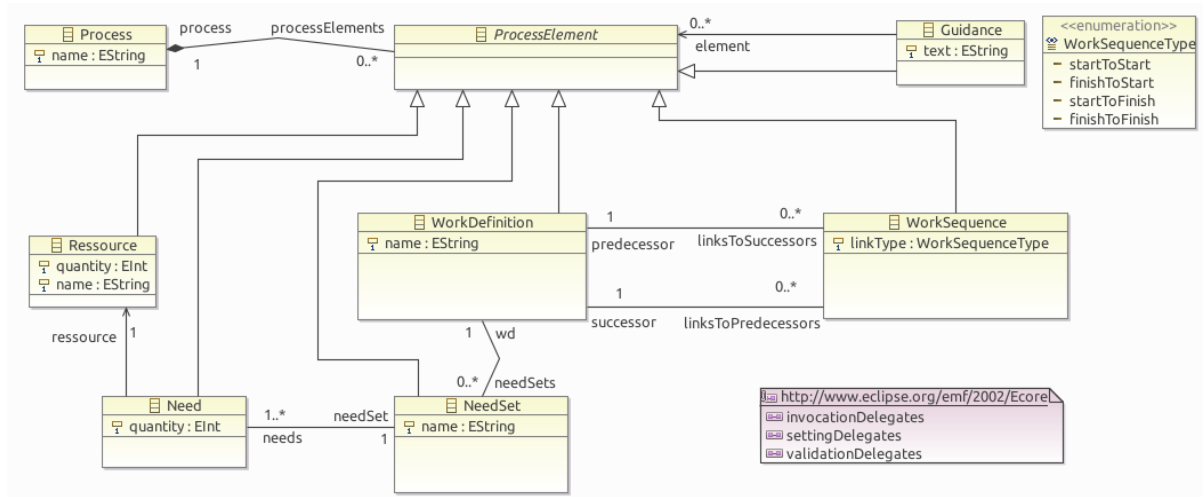 Process
name : EString
process
processElements
1
0..*
ProcessElement
0..*
element
Guidance
text : EString
<<enumeration>>
WorkSequenceType
startToStart
finishToStart
startToFinish
finishToFinish
Ressource
quantity : EInt
name : EString
WorkDefinition
name : EString
1
predecessor
0..*
linksToSuccessors
1
successor
0..*
linksToPredecessors
WorkSequence
linkType : WorkSequenceType
ressource
1
1
wd
0..*
needSets
Need
quantity : EInt
1..*
needs
needSet
1
NeedSet
name : EString
http://www.eclipse.org/emf/2002/Ecore
invocationDelegates
settingDelegates
validationDelegates